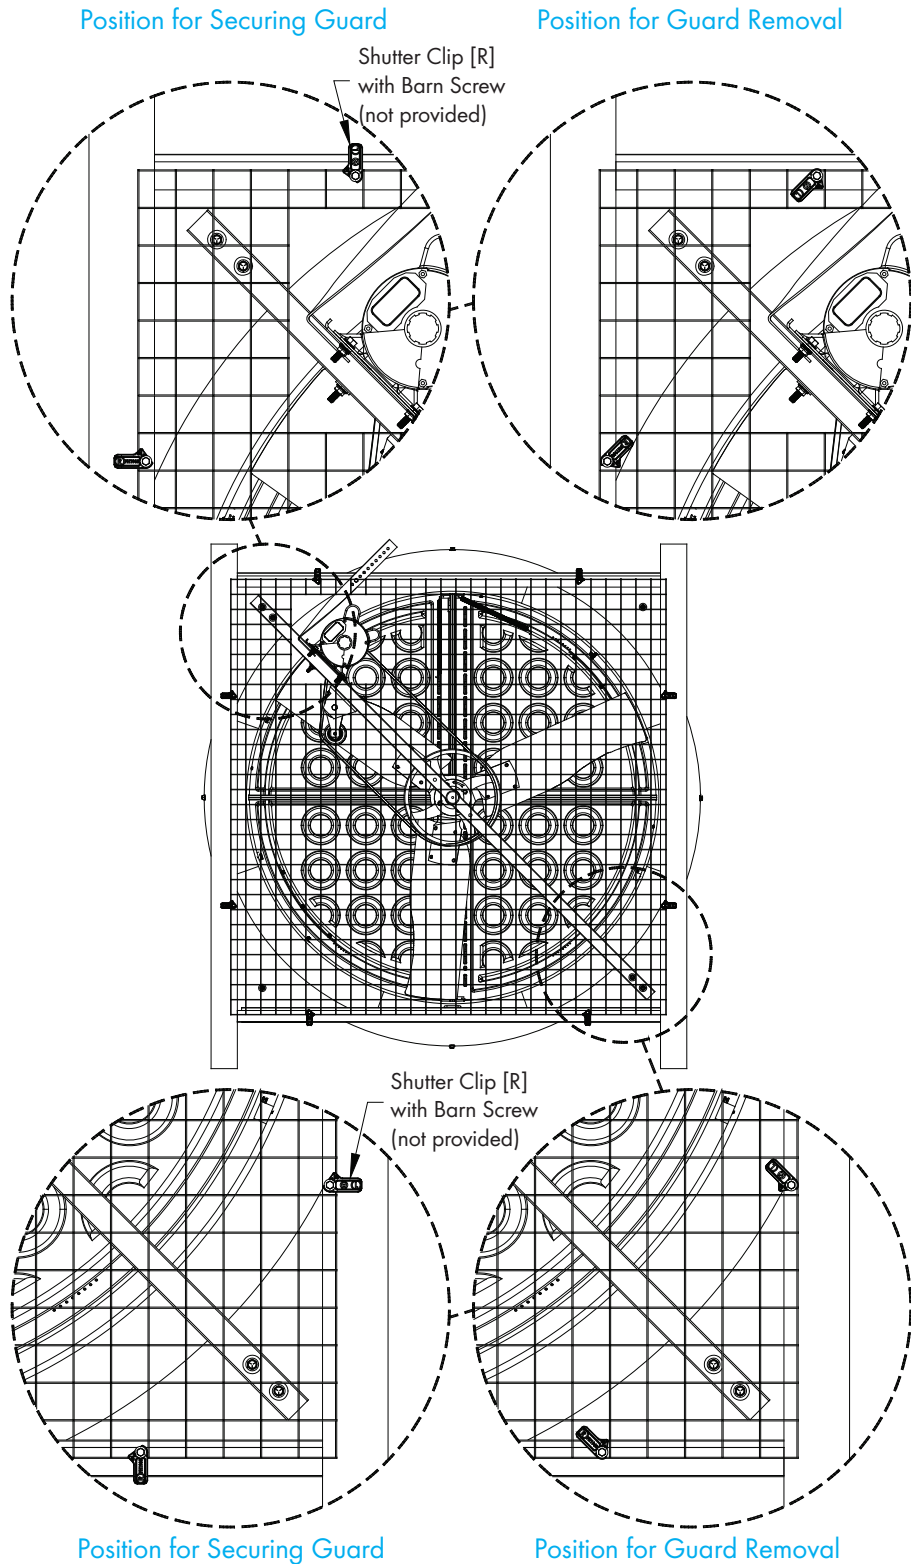 Position for Securing Guard
Position for Guard Removal
Shutter Clip [R]
with Barn Screw
(not provided)
Shutter Clip [R]
with Barn Screw
(not provided)
Position for Securing Guard
Position for Guard Removal